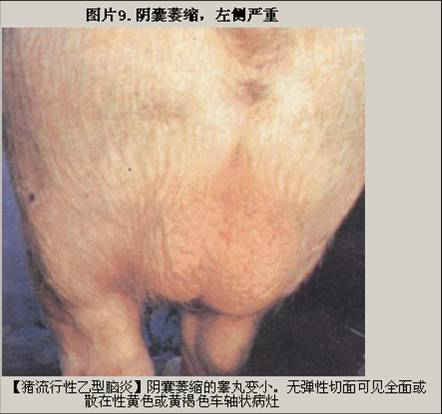 图片9.阴囊萎缩，左侧严重
【猪流行性乙型脑炎】阴囊萎缩的睾丸变小。无弹性切面可见全面或
散在性黄色或黄褐色车轴状病灶